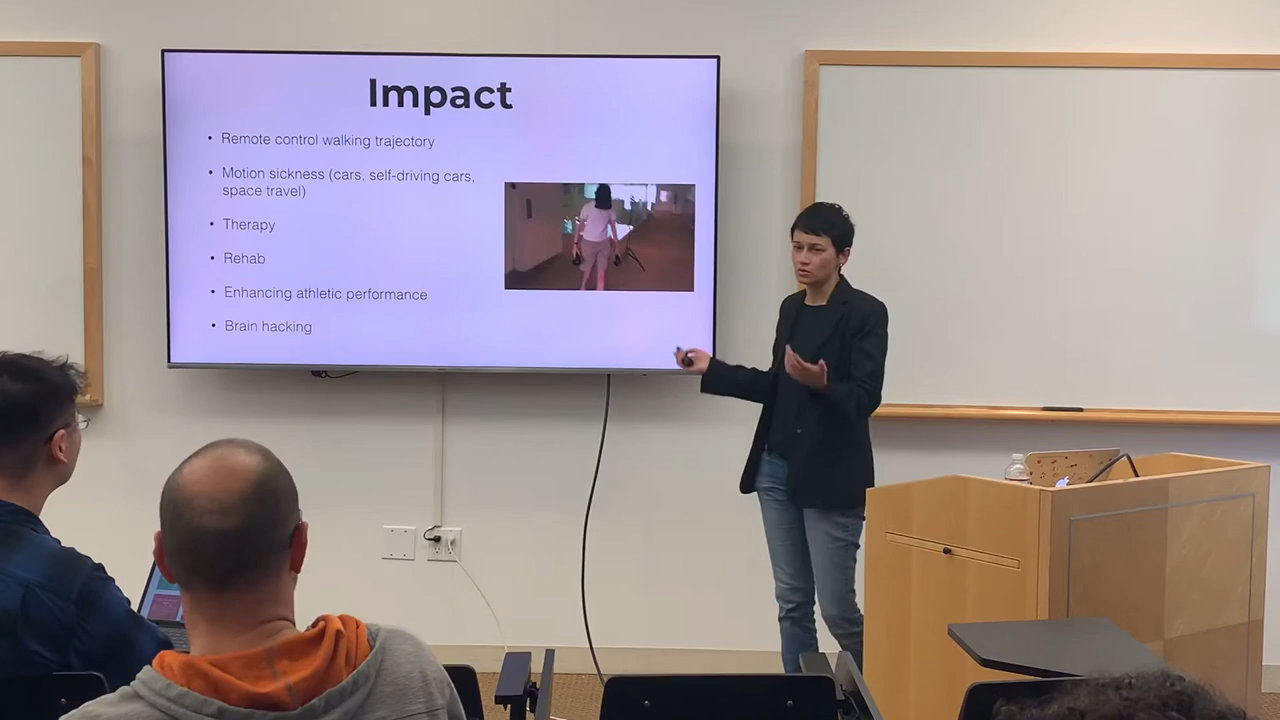 Impact
• Remote control walking trajectory
• Motion sickness (cars, self-driving cars,
space travel)
• Therapy
• Rehab
• Enhancing athletic performance
• Brain hacking